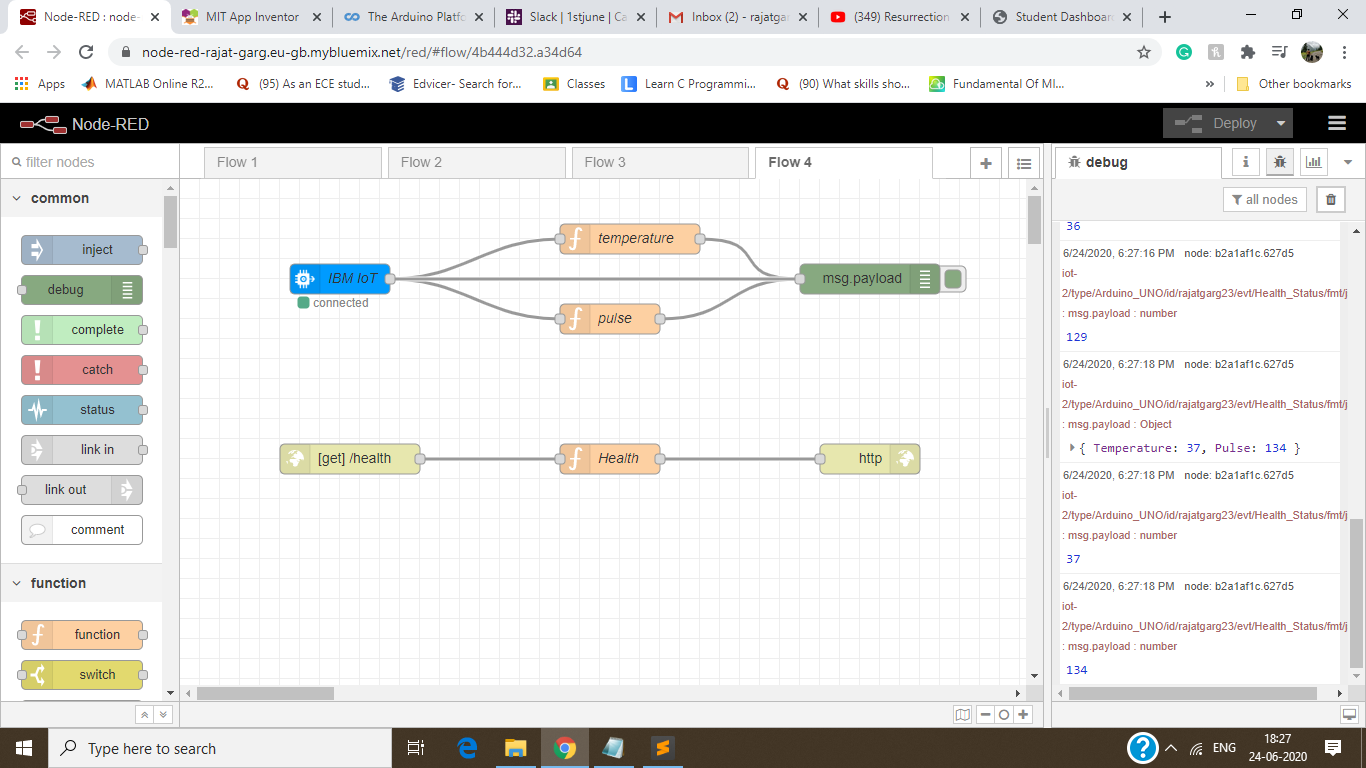 Node-RED : node-
MIT App Inventor
The Arduino Platfo
Slack | 1stjune | Ca
Inbox (2) - rajatgar
(349) Resurrection
Student Dashboard
node-red-rajat-garg.eu-gb.mybluemix.net/red/#flow/4b444d32.a34d64
Apps
MATLAB Online R2...
(95) As an ECE stud...
Edvicer- Search for...
Classes
Learn C Programmi...
(90) What skills sho...
Fundamental Of MI...
»
Other bookmarks
Node-RED
Deploy
filter nodes
Flow 1
Flow 2
Flow 3
Flow 4
debug
all nodes
common
inject
debug
complete
catch
status
link in
link out
comment
function
function
switch
IBM IoT
connected
temperature
pulse
msg.payload
[get] /health
Health
http
36
6/24/2020, 6:27:16 PM node: b2a1af1c.627d5
iot-
2/type/Arduino_UNO/id/rajatgarg23/evt/Health_Status/fmt/j
: msg.payload : number
129
6/24/2020, 6:27:18 PM node: b2a1af1c.627d5
iot-
2/type/Arduino_UNO/id/rajatgarg23/evt/Health_Status/fmt/j
: msg.payload : Object
{ Temperature: 37, Pulse: 134 }
6/24/2020, 6:27:18 PM node: b2a1af1c.627d5
iot-
2/type/Arduino_UNO/id/rajatgarg23/evt/Health_Status/fmt/j
: msg.payload : number
37
6/24/2020, 6:27:18 PM node: b2a1af1c.627d5
iot-
2/type/Arduino_UNO/id/rajatgarg23/evt/Health_Status/fmt/j
: msg.payload : number
134
Type here to search
ENG
18:27
24-06-2020